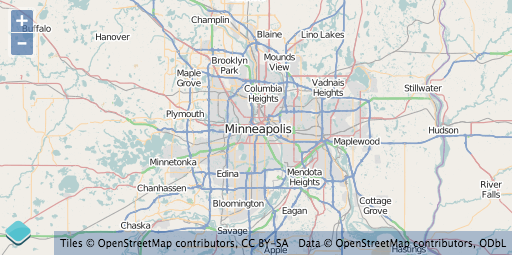 Champlin
Buffalo
Hanover
Blaine
Lino Lakes
Brooklyn
Park
Mounds
View
Maple
Grove
Columbia
Heights
Vadnais
Heights
Stillwater
Plymouth
Minneapolis
Hudson
Maplewood
Minnetonka
Edina
Mendota
Heights
Chanhassen
River
Falls
Bloomington
Cottage
Grove
Eagan
Chaska
Savage
Tiles © OpenStreetMap contributors, CC BY-SA Data © OpenStreetMap contributors, ODbL
Apple
Hastings